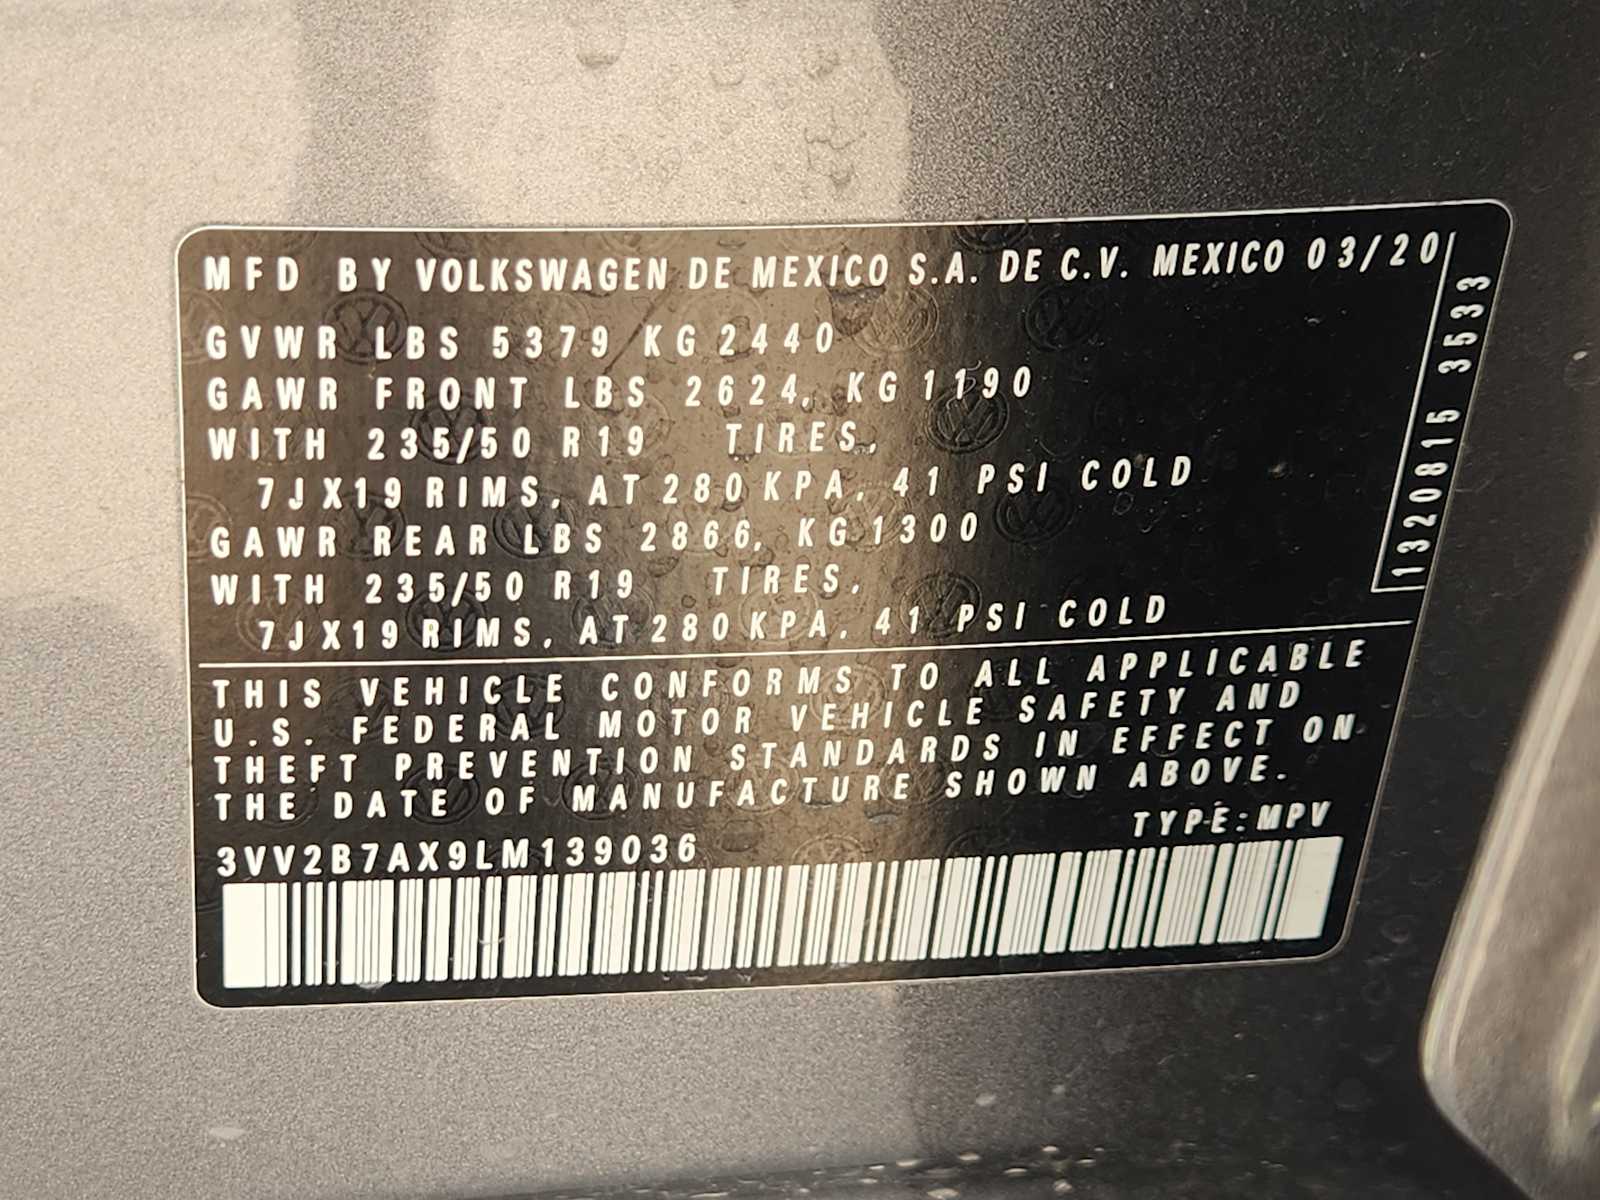 MFD BY VOLKSWAGEN DE MEXICO S.A. DE C.V. MEXICO 03/20
GVWR LBS 5379 KG 2440
GAWR FRONT LBS 2624, KG 1190
WITH 235/50 R19 TIRES,
7JX19 RIMS, AT 280 KPA, 41 PSI COLD
GAWR REAR LBS 2866, KG 1300
WITH 235/50 R19 TIRES,
7JX19 RIMS, AT 280 KPA, 41 PSI COLD
1320815 3533
THIS VEHICLE CONFORMS TO ALL APPLICABLE
U.S. FEDERAL MOTOR VEHICLE SAFETY AND
THEFT PREVENTION STANDARDS IN EFFECT ON
THE DATE OF MANUFACTURE SHOWN ABOVE.
TYPE:MPV
3VV2B7AX9LM139036